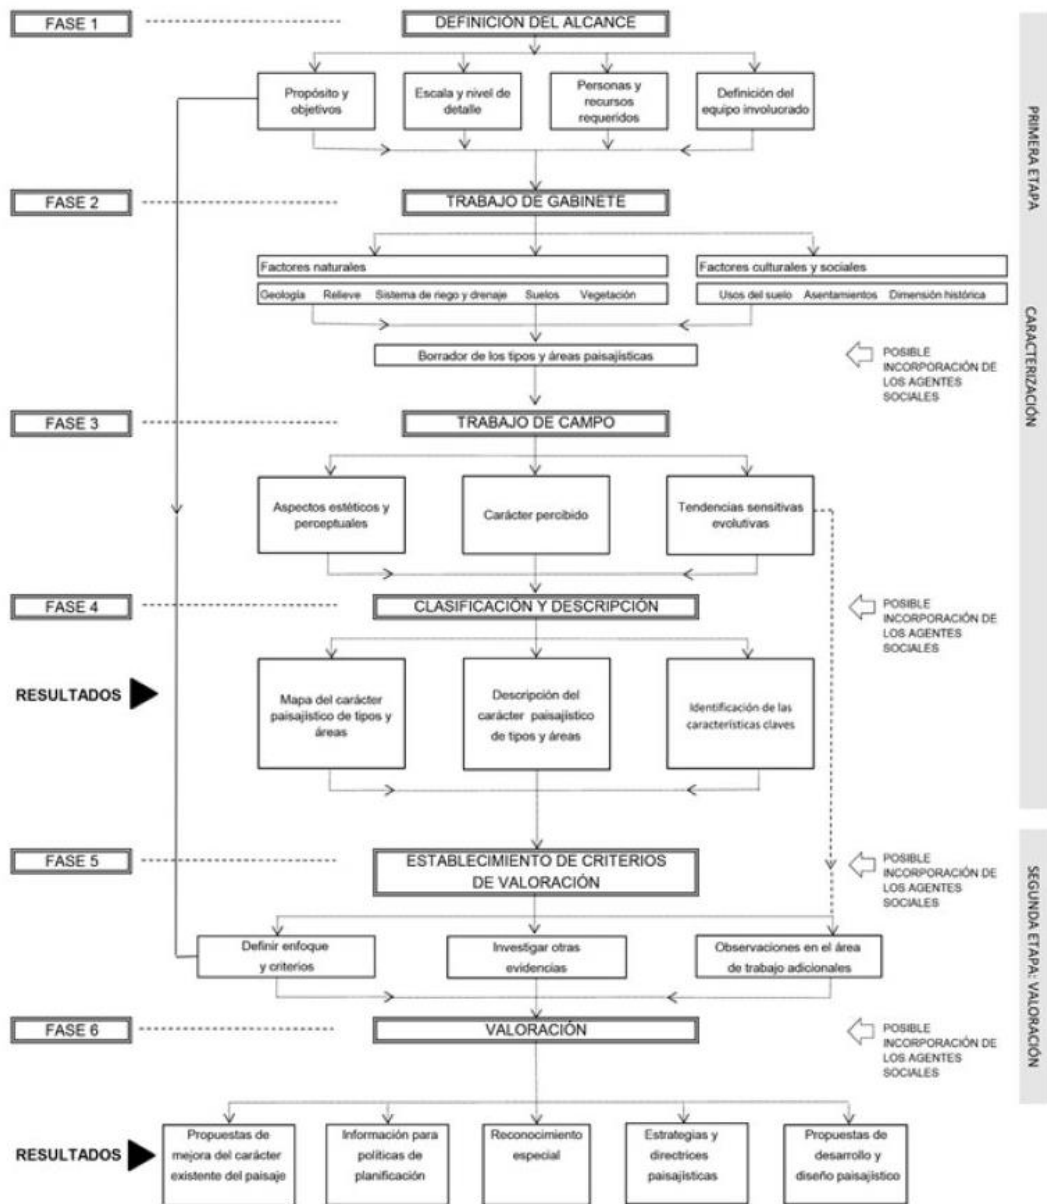 FASE 1
DEFINICIÓN DEL ALCANCE
Propósito y
objetivos
Escala y nivel de
detalle
Personas y
recursos
requeridos
Definición del
equipo involucrado
PRIMERA ETAPA
CARACTERIZACIÓN
FASE 2
TRABAJO DE GABINETE
Factores naturales
Geología Relieve Sistema de riego y drenaje Suelos Vegetación
Factores culturales y sociales
Usos del suelo Asentamientos Dimensión histórica
Borrador de los tipos y áreas paisajísticas
POSIBLE
INCORPORACIÓN DE
LOS AGENTES
SOCIALES
FASE 3
TRABAJO DE CAMPO
Aspectos estéticos y
perceptuales
Carácter percibido
Tendencias sensitivas
evolutivas
FASE 4
CLASIFICACIÓN Y DESCRIPCIÓN
POSIBLE
INCORPORACIÓN DE
LOS AGENTES
SOCIALES
RESULTADOS
Mapa del carácter
paisajístico de tipos y
áreas
Descripción del
carácter paisajístico
de tipos y áreas
Identificación de las
características claves
FASE 5
ESTABLECIMIENTO DE CRITERIOS
DE VALORACIÓN
POSIBLE
INCORPORACIÓN DE
LOS AGENTES
SOCIALES
SEGUNDA ETAPA: VALORACIÓN
Definir enfoque
y criterios
Investigar otras
evidencias
Observaciones en el área
de trabajo adicionales
FASE 6
VALORACIÓN
POSIBLE
INCORPORACIÓN DE
LOS AGENTES
SOCIALES
RESULTADOS
Propuestas de
mejora del carácter
existente del paisaje
Información para
políticas de
planificación
Reconocimiento
especial
Estrategias y
directrices
paisajísticas
Propuestas de
desarrollo y
diseño paisajístico